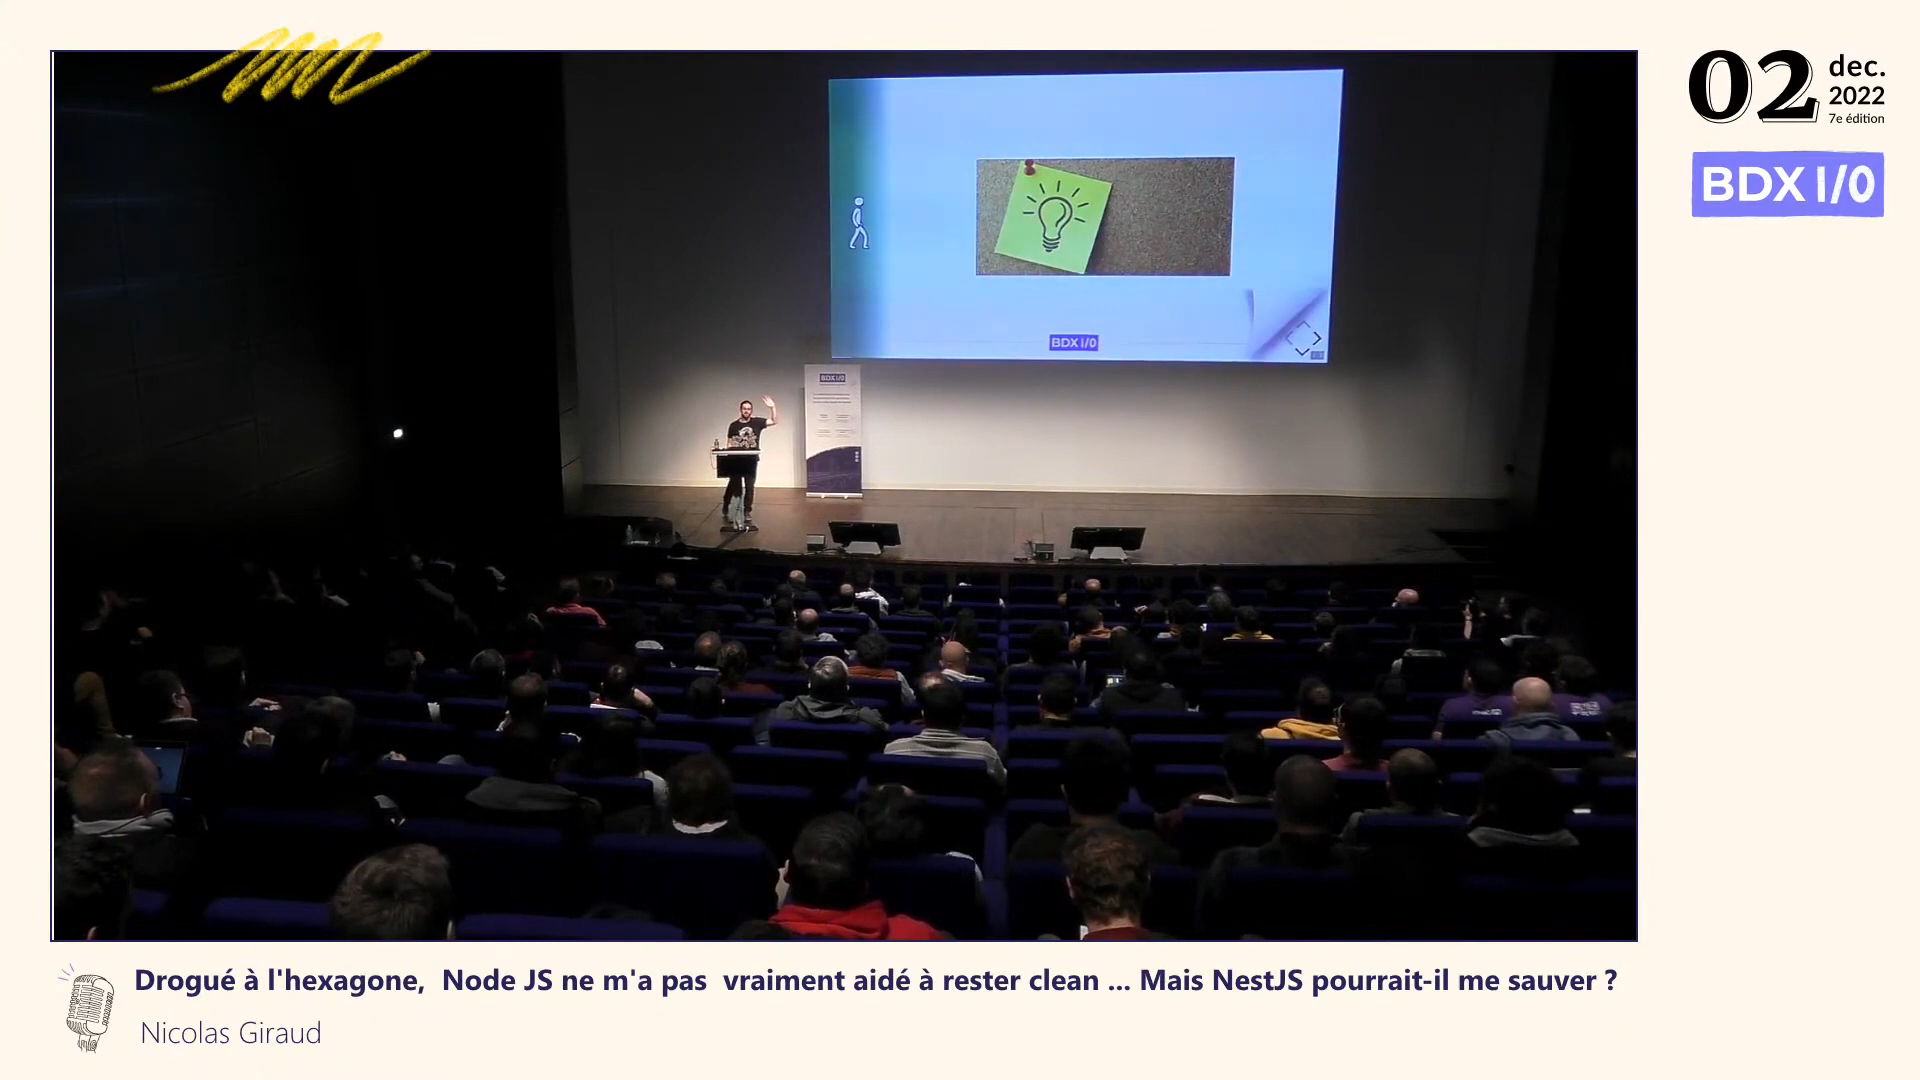 02
dec.
2022
7e édition
BDX I/O
BDX I/O
BDX I/O
Drogué à l'hexagone, Node JS ne m'a pas vraiment aidé à rester clean ... Mais NestJS pourrait-il me sauver ?
Nicolas Giraud